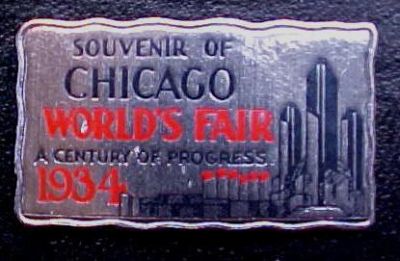 SOUVENIR OF
CHICAGO
WORLD'S FAIR
A CENTURY OF PROGRESS
1934